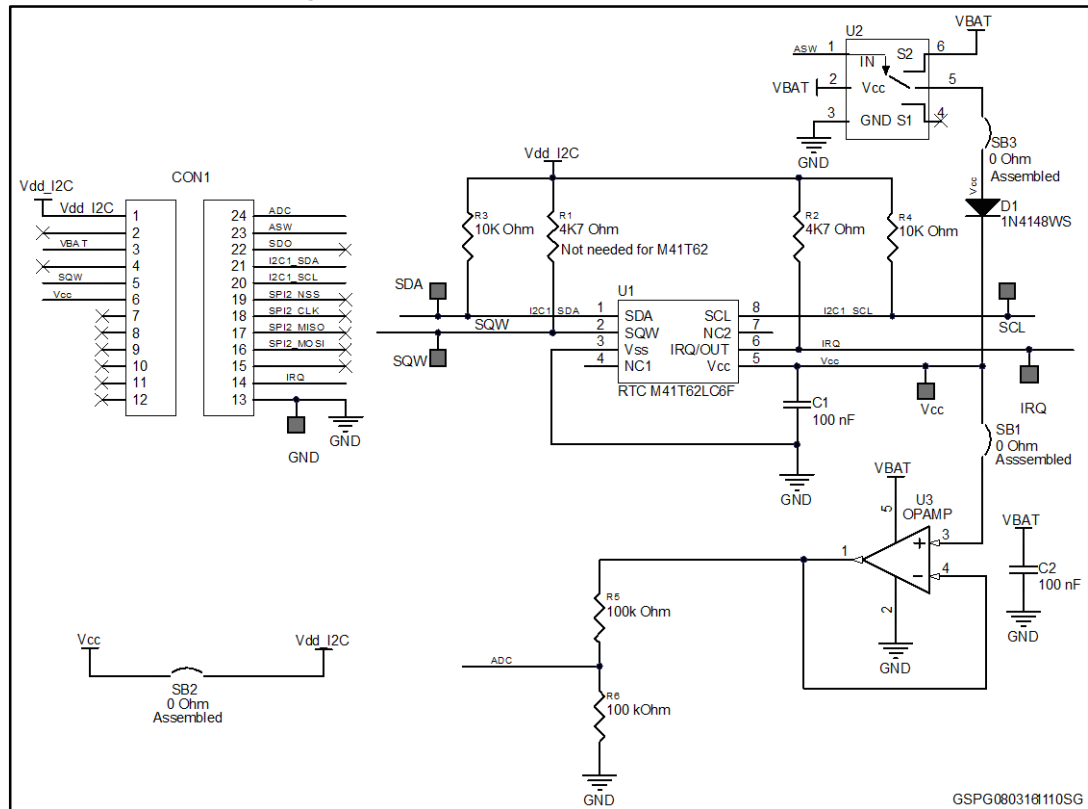 VBAT
U2
ASW
1
IN
S2
6
VBAT
2
Vcc
5
3
GND
S1
4
GND
SB3
0 Ohm
Assembled
Vcc
D1
1N4148WS
CON1
Vdd_I2C
Vdd_I2C
1
2
VBAT
3
4
SQW
5
Vcc
6
7
8
9
10
11
12
24
ADC
23
ASW
22
SDO
21
I2C1_SDA
20
I2C1_SCL
19
SPI2_NSS
18
SPI2_CLK
17
SPI2_MISO
16
SPI2_MOSI
15
14
IRQ
13
GND
GND
Vdd_I2C
R3
10K Ohm
R1
4K7 Ohm
Not needed for M41T62
R2
4K7 Ohm
R4
10K Ohm
SDA
I2C1_SDA
SQW
SQW
U1
1
SDA
SCL
8
I2C1_SCL
2
SQW
NC2
7
3
Vss
IRQ/OUT
6
IRQ
4
NC1
Vcc
5
Vcc
RTC M41T62LC6F
SCL
C1
100 nF
GND
Vcc
IRQ
SB1
0 Ohm
Asssembled
VBAT
5
U3
OPAMP
1
+
3
−
4
2
GND
VBAT
C2
100 nF
GND
R5
100k Ohm
ADC
R6
100 kOhm
GND
Vcc
Vdd_I2C
SB2
0 Ohm
Assembled
GSPG0803161110SG